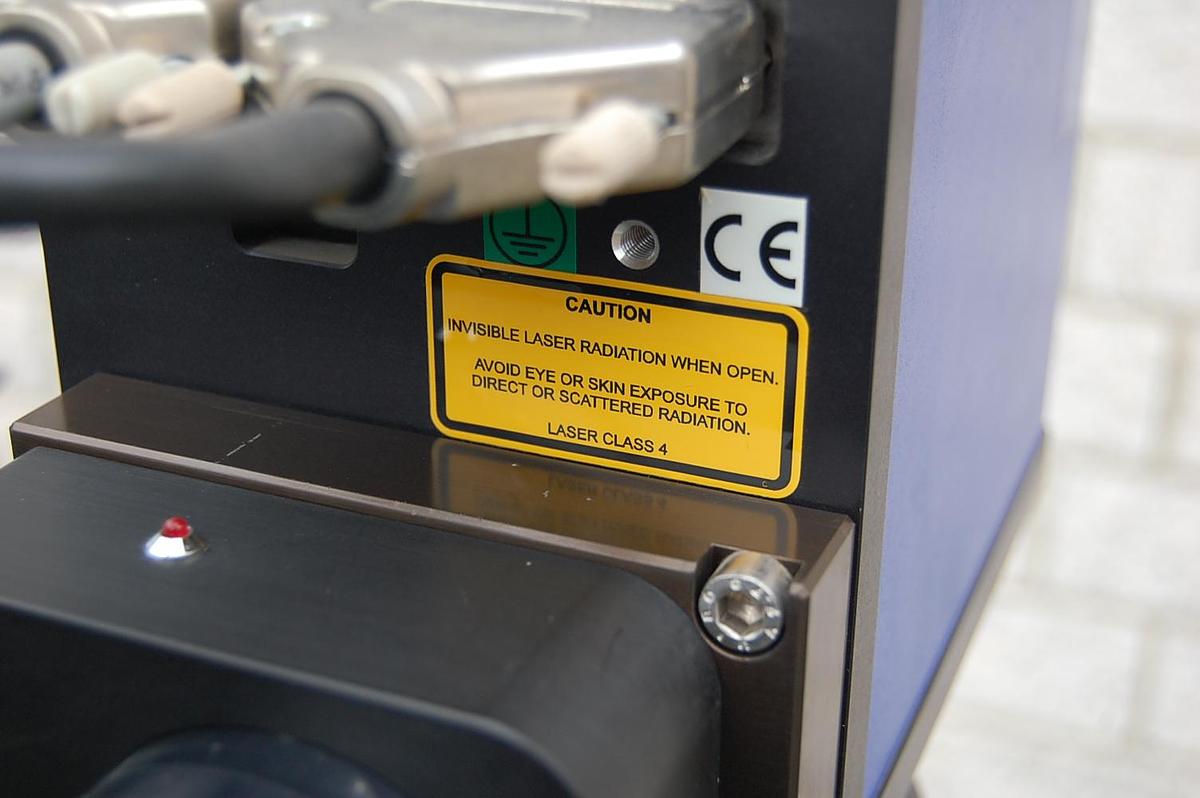 CE
CAUTION
INVISIBLE LASER RADIATION WHEN OPEN.
AVOID EYE OR SKIN EXPOSURE TO
DIRECT OR SCATTERED RADIATION.
LASER CLASS 4